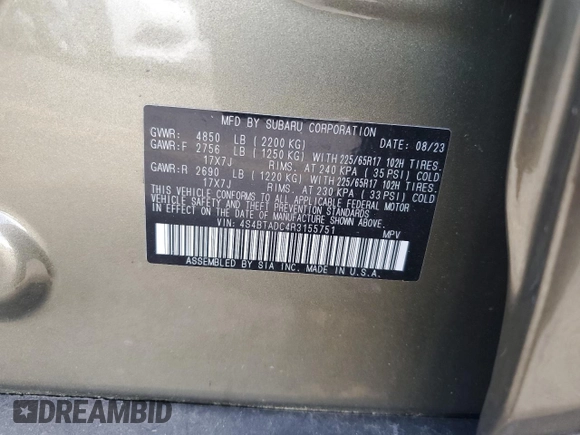 MFD BY SUBARU CORPORATION
GVWR: 4850 LB (2200 KG) DATE: 08/23
GAWR:F 2756 LB (1250 KG) WITH 225/65R17 102H TIRES.
17X7J RIMS. AT 240 KPA (35 PSI) COLD
GAWR:R 2690 LB (1220 KG) WITH 225/65R17 102H TIRES.
17X7J RIMS. AT 230 KPA (33 PSI) COLD
THIS VEHICLE CONFORMS TO ALL APPLICABLE FEDERAL MOTOR
VEHICLE SAFETY AND THEFT PREVENTION STANDARDS
IN EFFECT ON THE DATE OF MANUFACTURE SHOWN ABOVE.
VIN: 4S4BTADC4R3155751 MPV
ASSEMBLED BY SIA INC. MADE IN U.S.A.
DREAMBID